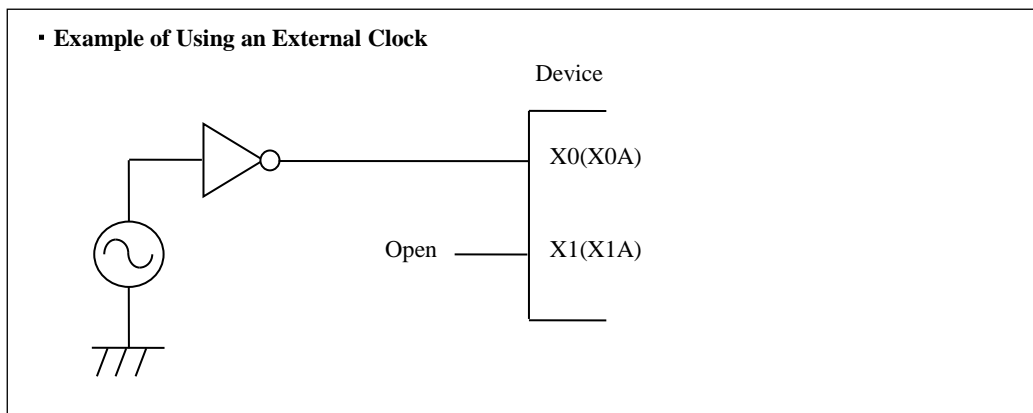 ▪ Example of Using an External Clock
Device
X0(X0A)
Open
X1(X1A)